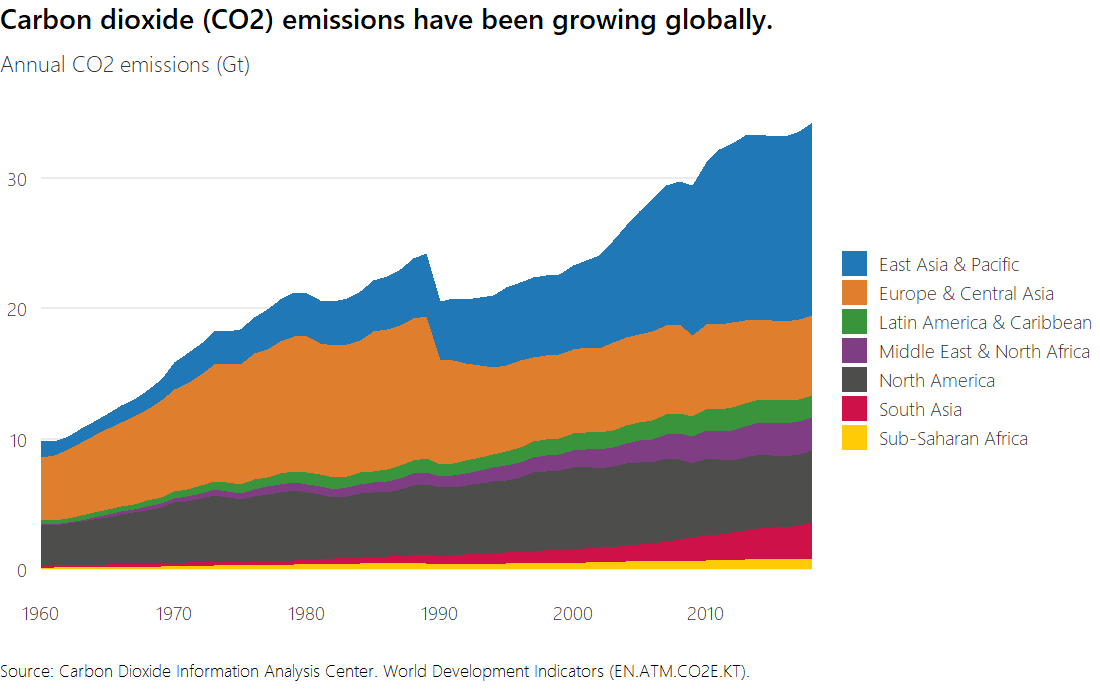 Carbon dioxide (CO2) emissions have been growing globally.
Annual CO2 emissions (Gt)
30
20
10
0
1960
1970
1980
1990
2000
2010
East Asia & Pacific
Europe & Central Asia
Latin America & Caribbean
Middle East & North Africa
North America
South Asia
Sub-Saharan Africa
Source: Carbon Dioxide Information Analysis Center. World Development Indicators (EN.ATM.CO2E.KT).